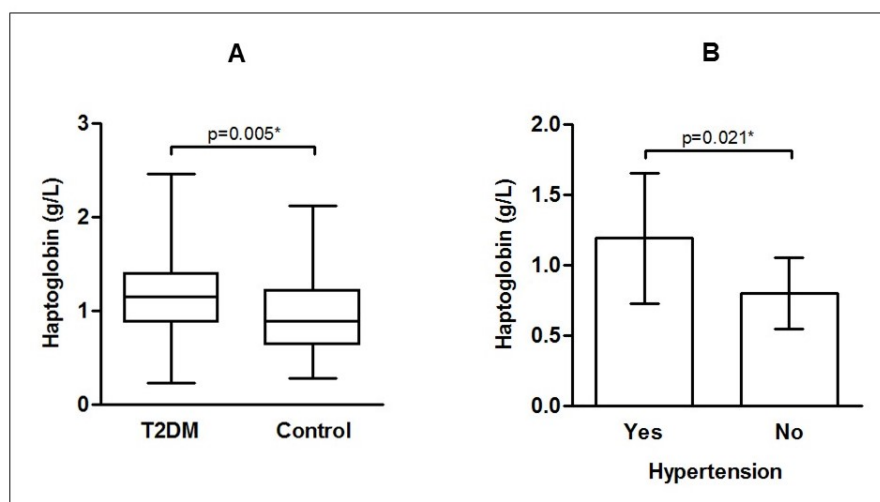 A
Haptoglobin (g/L)
3
2
1
0
p=0.005*
T2DM
Control
B
Haptoglobin (g/L)
2.0
1.5
1.0
0.5
0.0
p=0.021*
Yes
No
Hypertension